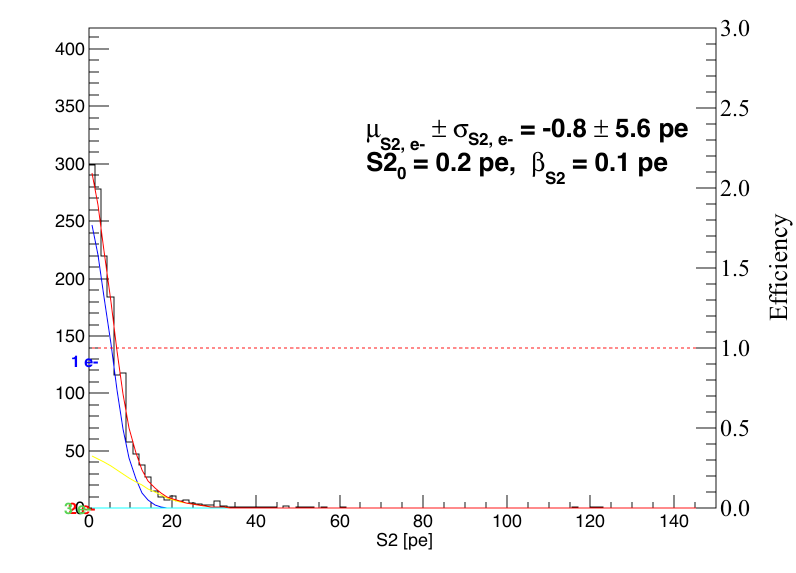 400
350
300
250
200
150
100
50
0
1 e-
μS2, e- ± σS2, e- = -0.8 ± 5.6 pe
S20 = 0.2 pe, βS2 = 0.1 pe
3.0
2.5
2.0
1.5
1.0
0.5
0.0
Efficiency
0 20 40 60 80 100 120 140
S2 [pe]